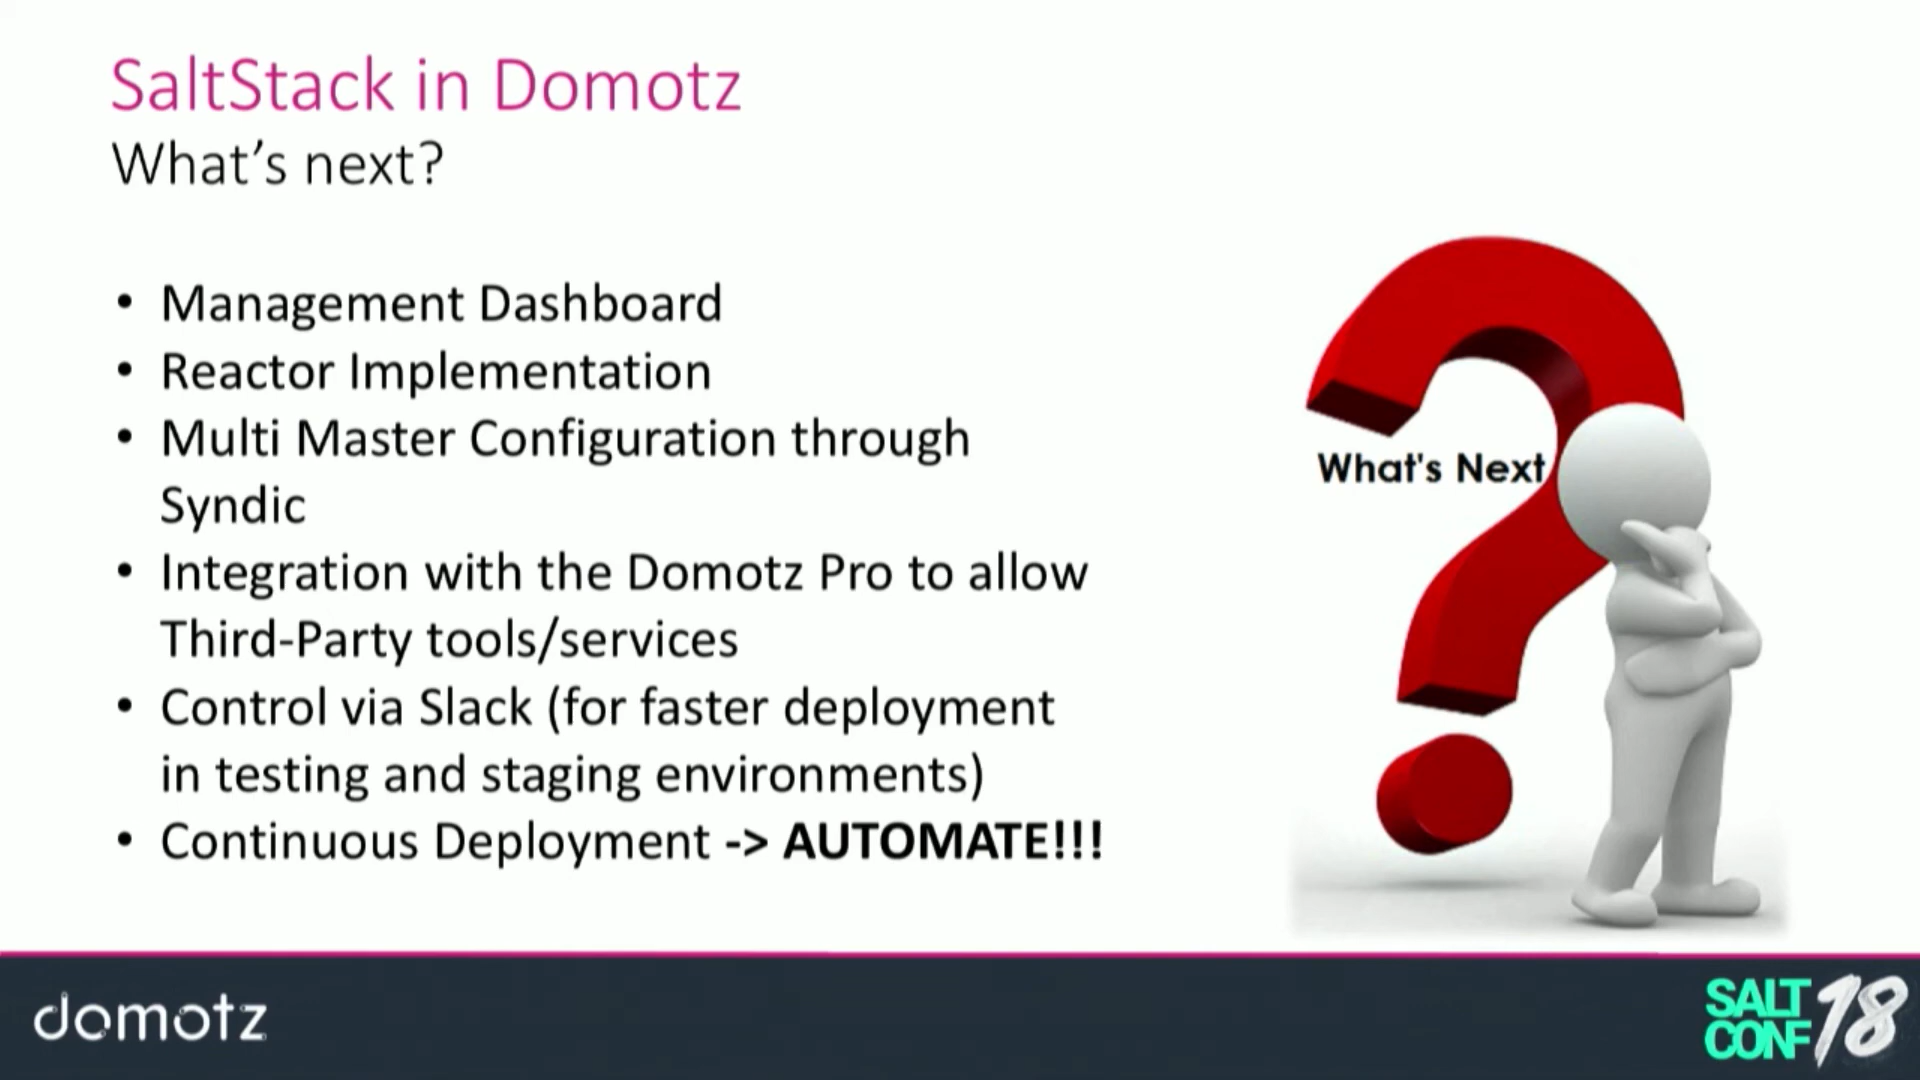 SaltStack in Domotz
What's next?
• Management Dashboard
• Reactor Implementation
• Multi Master Configuration through
Syndic
• Integration with the Domotz Pro to allow
Third-Party tools/services
• Control via Slack (for faster deployment
in testing and staging environments)
• Continuous Deployment -> AUTOMATE!!!
What's Next
domotz
SALT
CONF 18